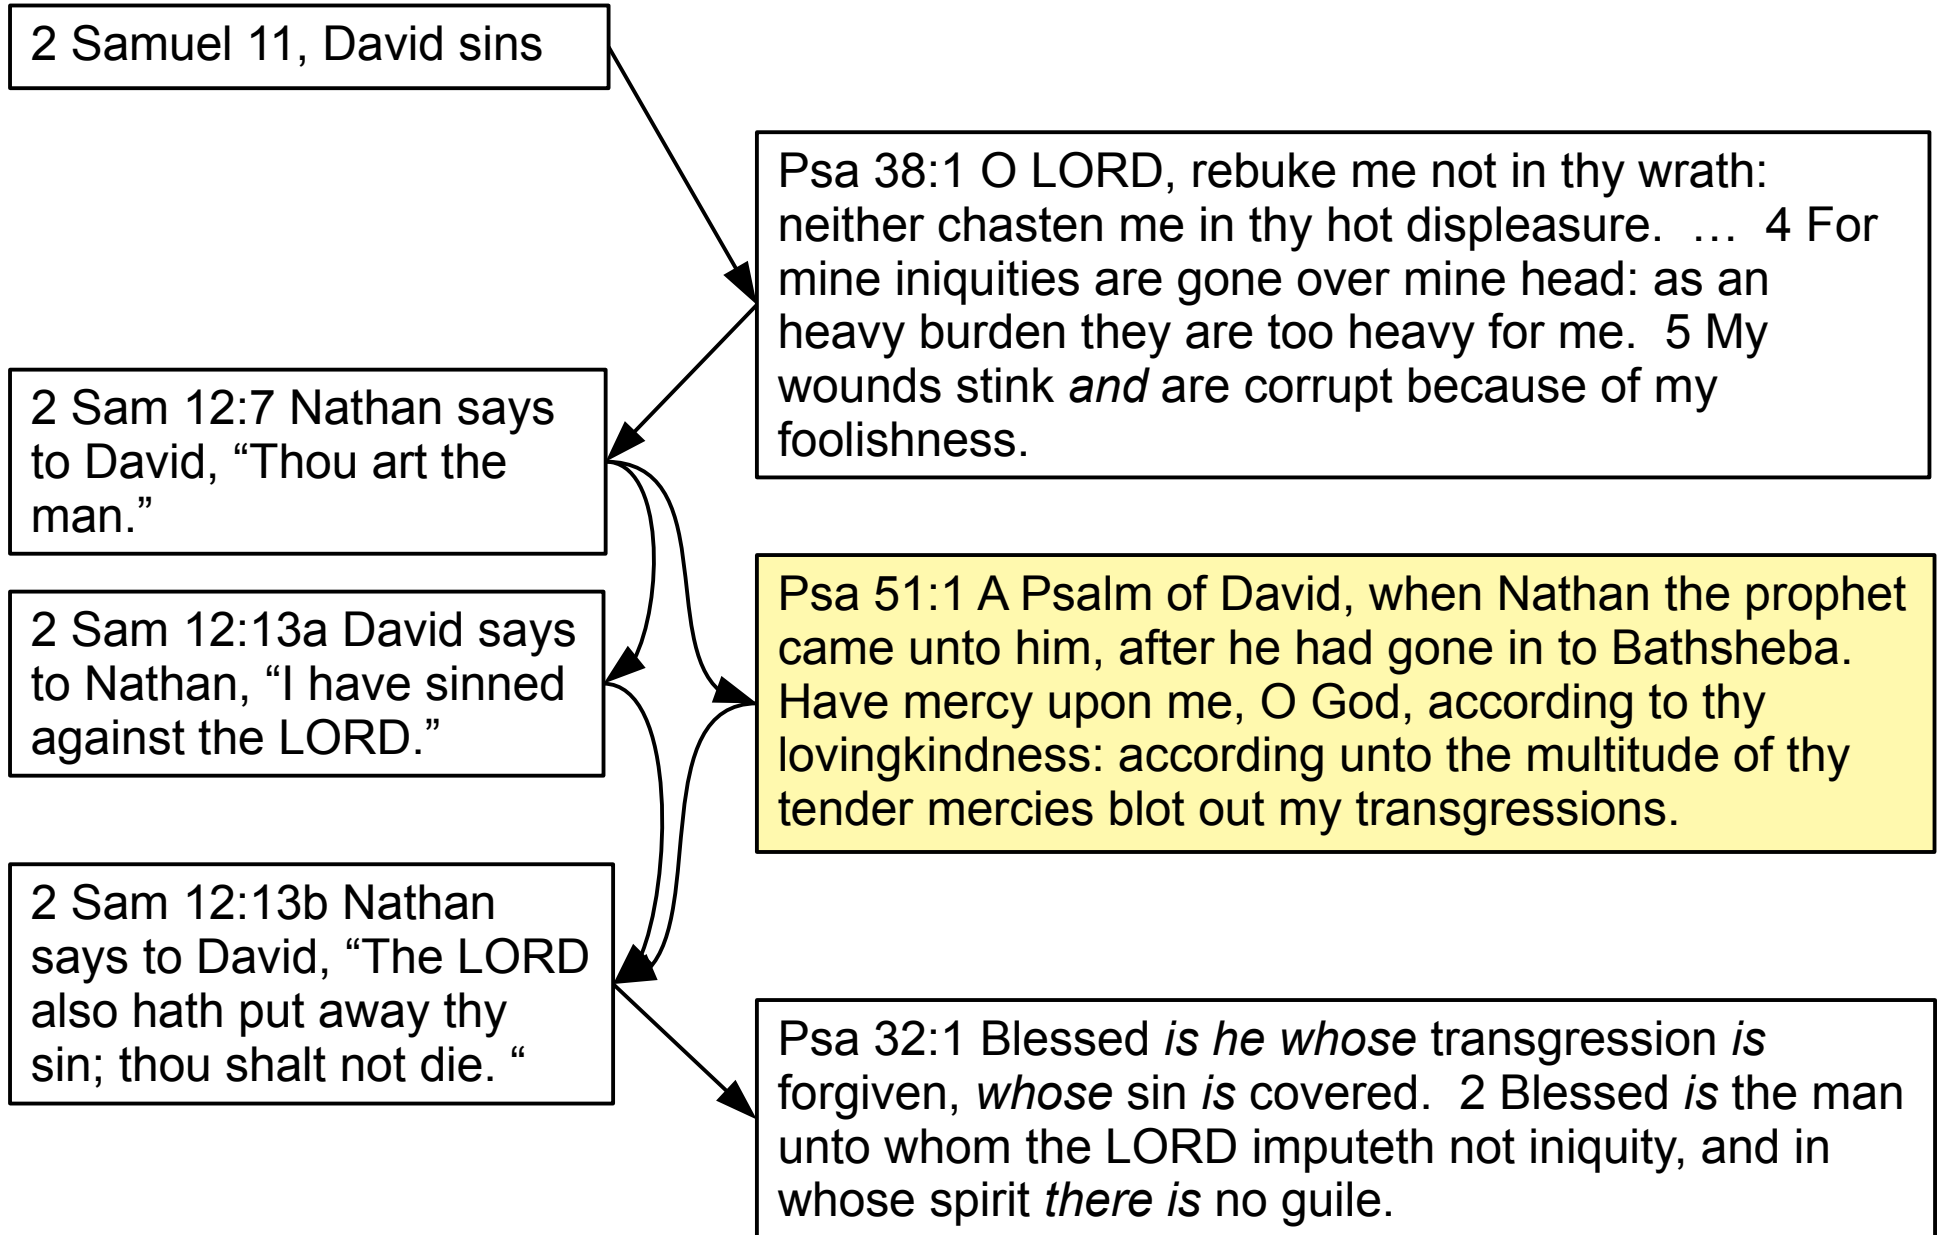 2 Samuel 11, David sins
Psa 38:1 O LORD, rebuke me not in thy wrath:
neither chasten me in thy hot displeasure.  …  4 For
mine iniquities are gone over mine head: as an
heavy burden they are too heavy for me.  5 My
wounds stink and are corrupt because of my
foolishness.
2 Sam 12:7 Nathan says
to David, “Thou art the
man.”
2 Sam 12:13a David says
to Nathan, “I have sinned
against the LORD.”
Psa 51:1 A Psalm of David, when Nathan the prophet
came unto him, after he had gone in to Bathsheba.
Have mercy upon me, O God, according to thy
lovingkindness: according unto the multitude of thy
tender mercies blot out my transgressions.
2 Sam 12:13b Nathan
says to David, “The LORD
also hath put away thy
sin; thou shalt not die. “
Psa 32:1 Blessed is he whose transgression is
forgiven, whose sin is covered.  2 Blessed is the man
unto whom the LORD imputeth not iniquity, and in
whose spirit there is no guile.